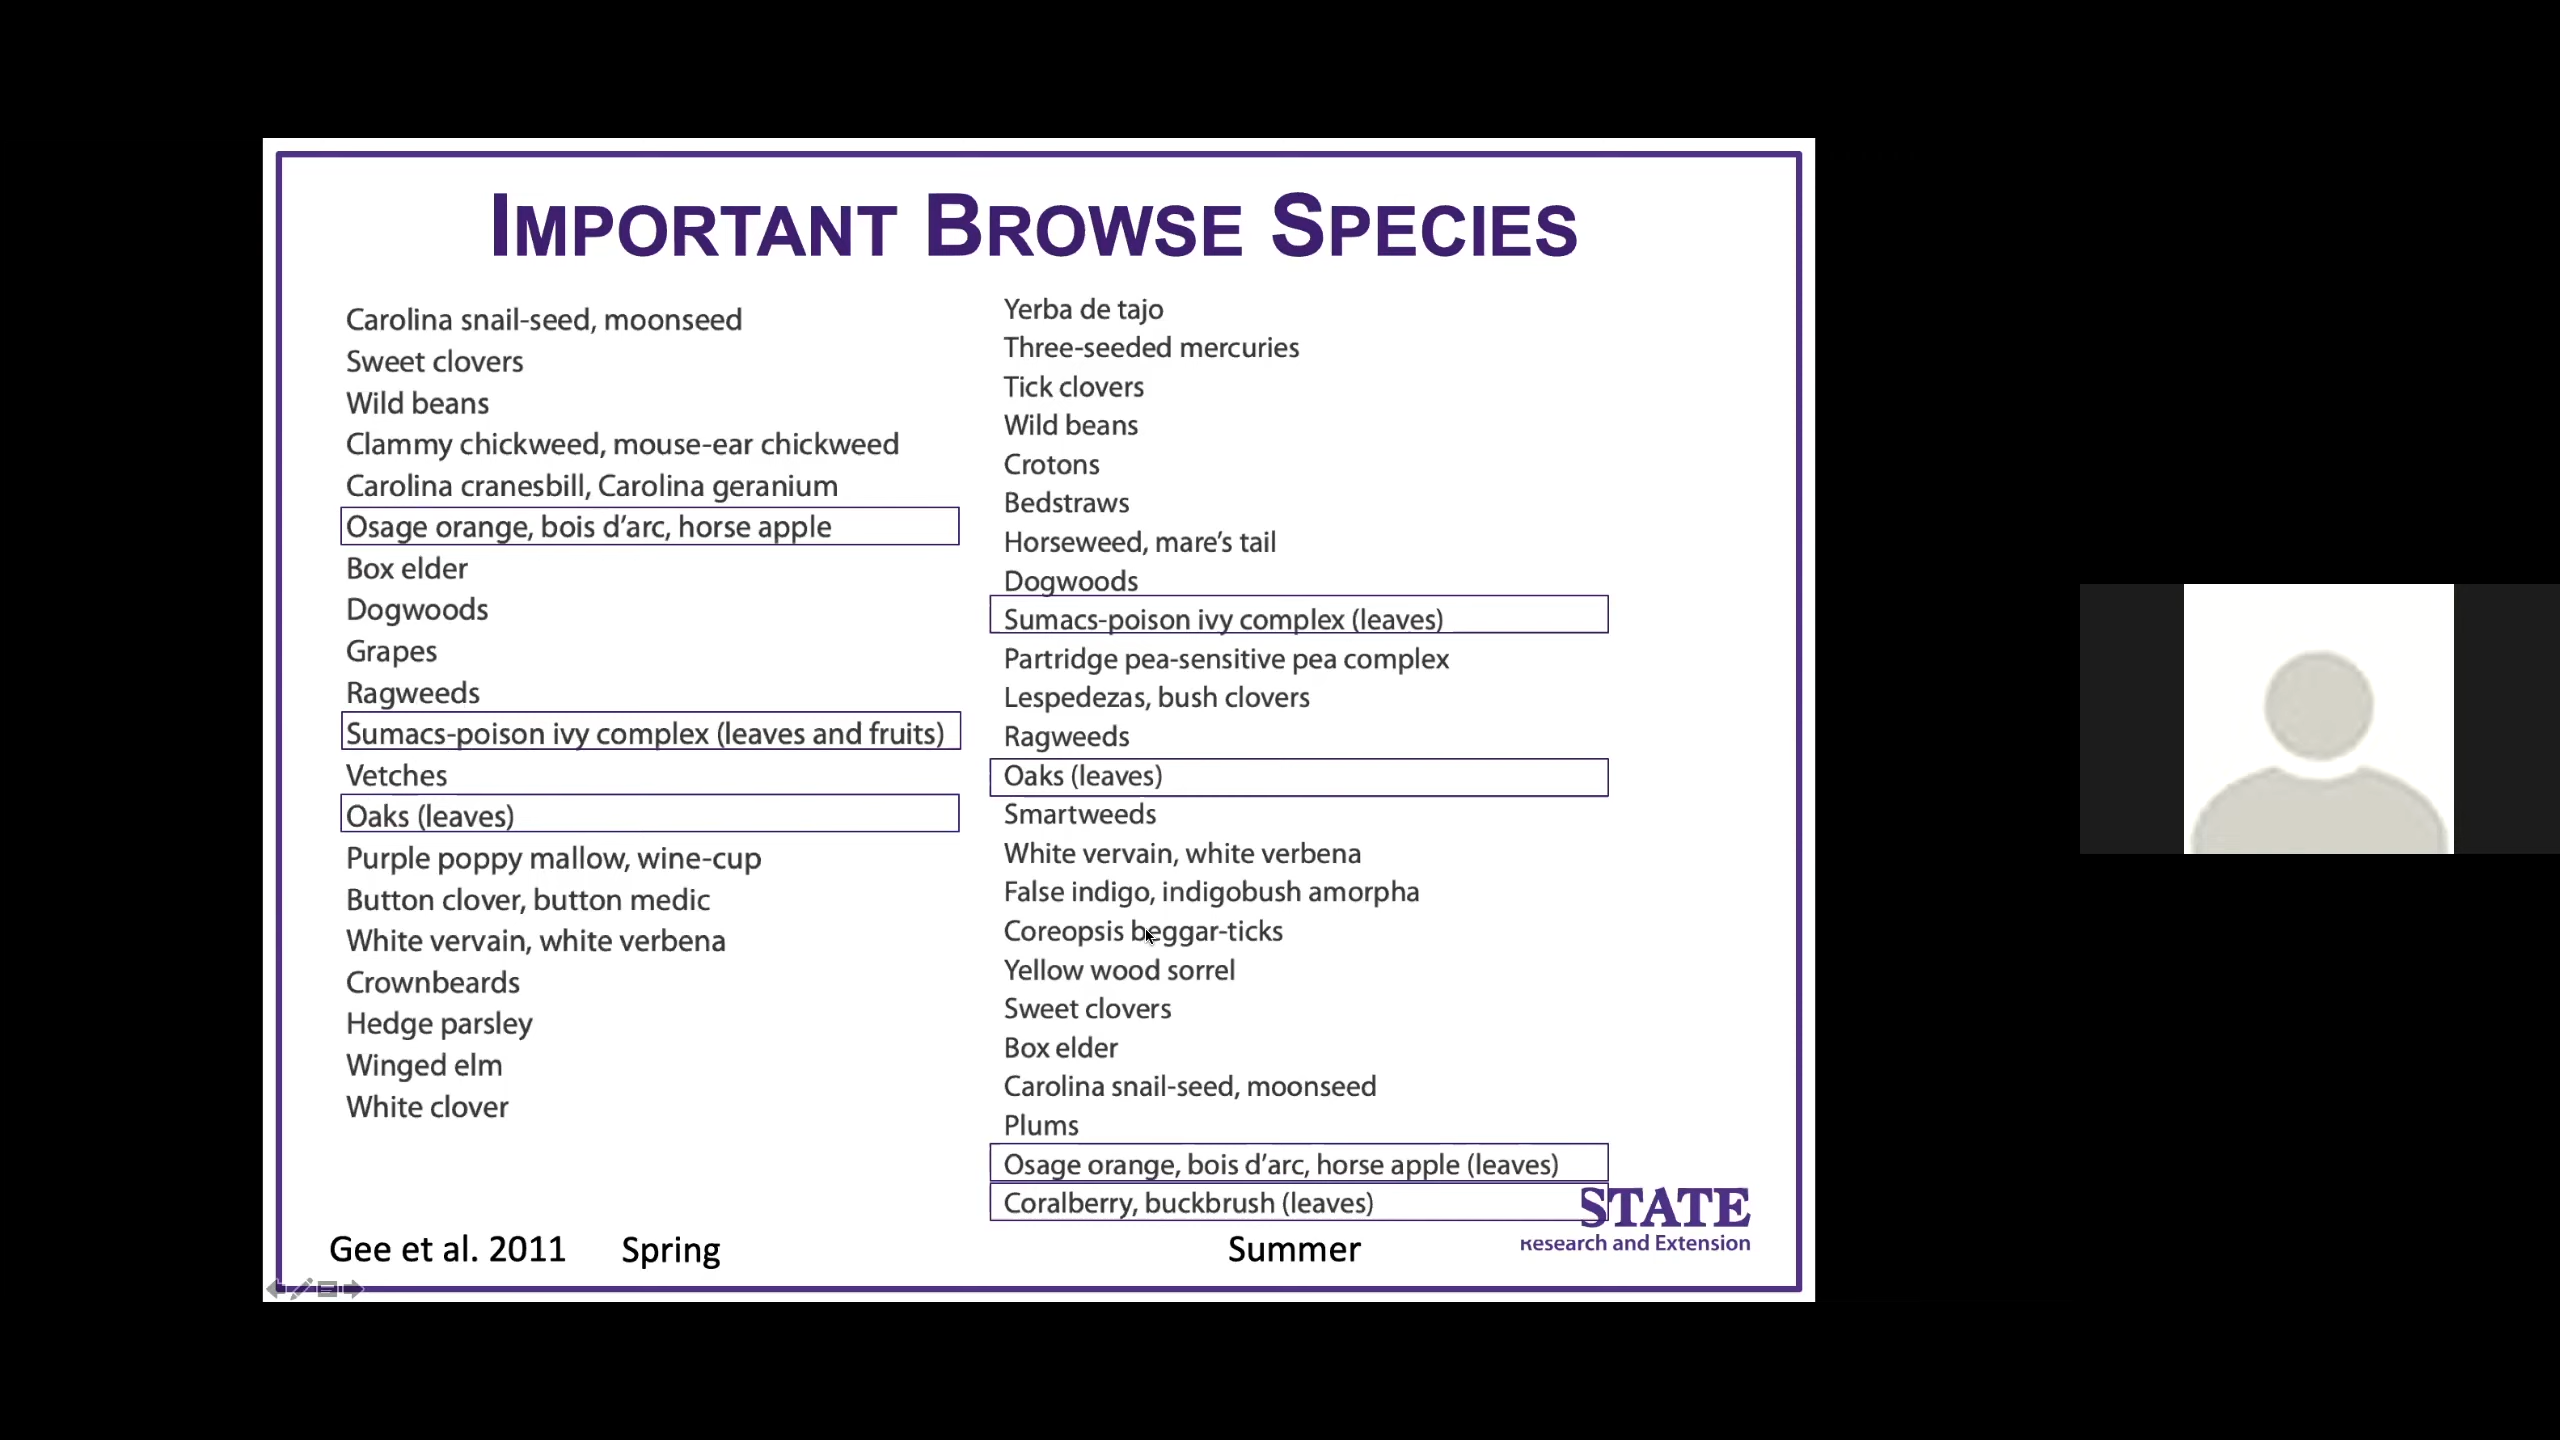 IMPORTANT BROWSE SPECIES
Carolina snail-seed, moonseed
Sweet clovers
Wild beans
Clammy chickweed, mouse-ear chickweed
Carolina cranesbill, Carolina geranium
Osage orange, bois d’arc, horse apple
Box elder
Dogwoods
Grapes
Ragweeds
Sumacs-poison ivy complex (leaves and fruits)
Vetches
Oaks (leaves)
Purple poppy mallow, wine-cup
Button clover, button medic
White vervain, white verbena
Crownbeards
Hedge parsley
Winged elm
White clover
Yerba de tajo
Three-seeded mercuries
Tick clovers
Wild beans
Crotons
Bedstraws
Horseweed, mare’s tail
Dogwoods
Sumacs-poison ivy complex (leaves)
Partridge pea-sensitive pea complex
Lespedezas, bush clovers
Ragweeds
Oaks (leaves)
Smartweeds
White vervain, white verbena
False indigo, indigobush amorpha
Coreopsis beggar-ticks
Yellow wood sorrel
Sweet clovers
Box elder
Carolina snail-seed, moonseed
Plums
Osage orange, bois d’arc, horse apple (leaves)
Coralberry, buckbrush (leaves)
Gee et al. 2011 Spring Summer
STATE
Research and Extension